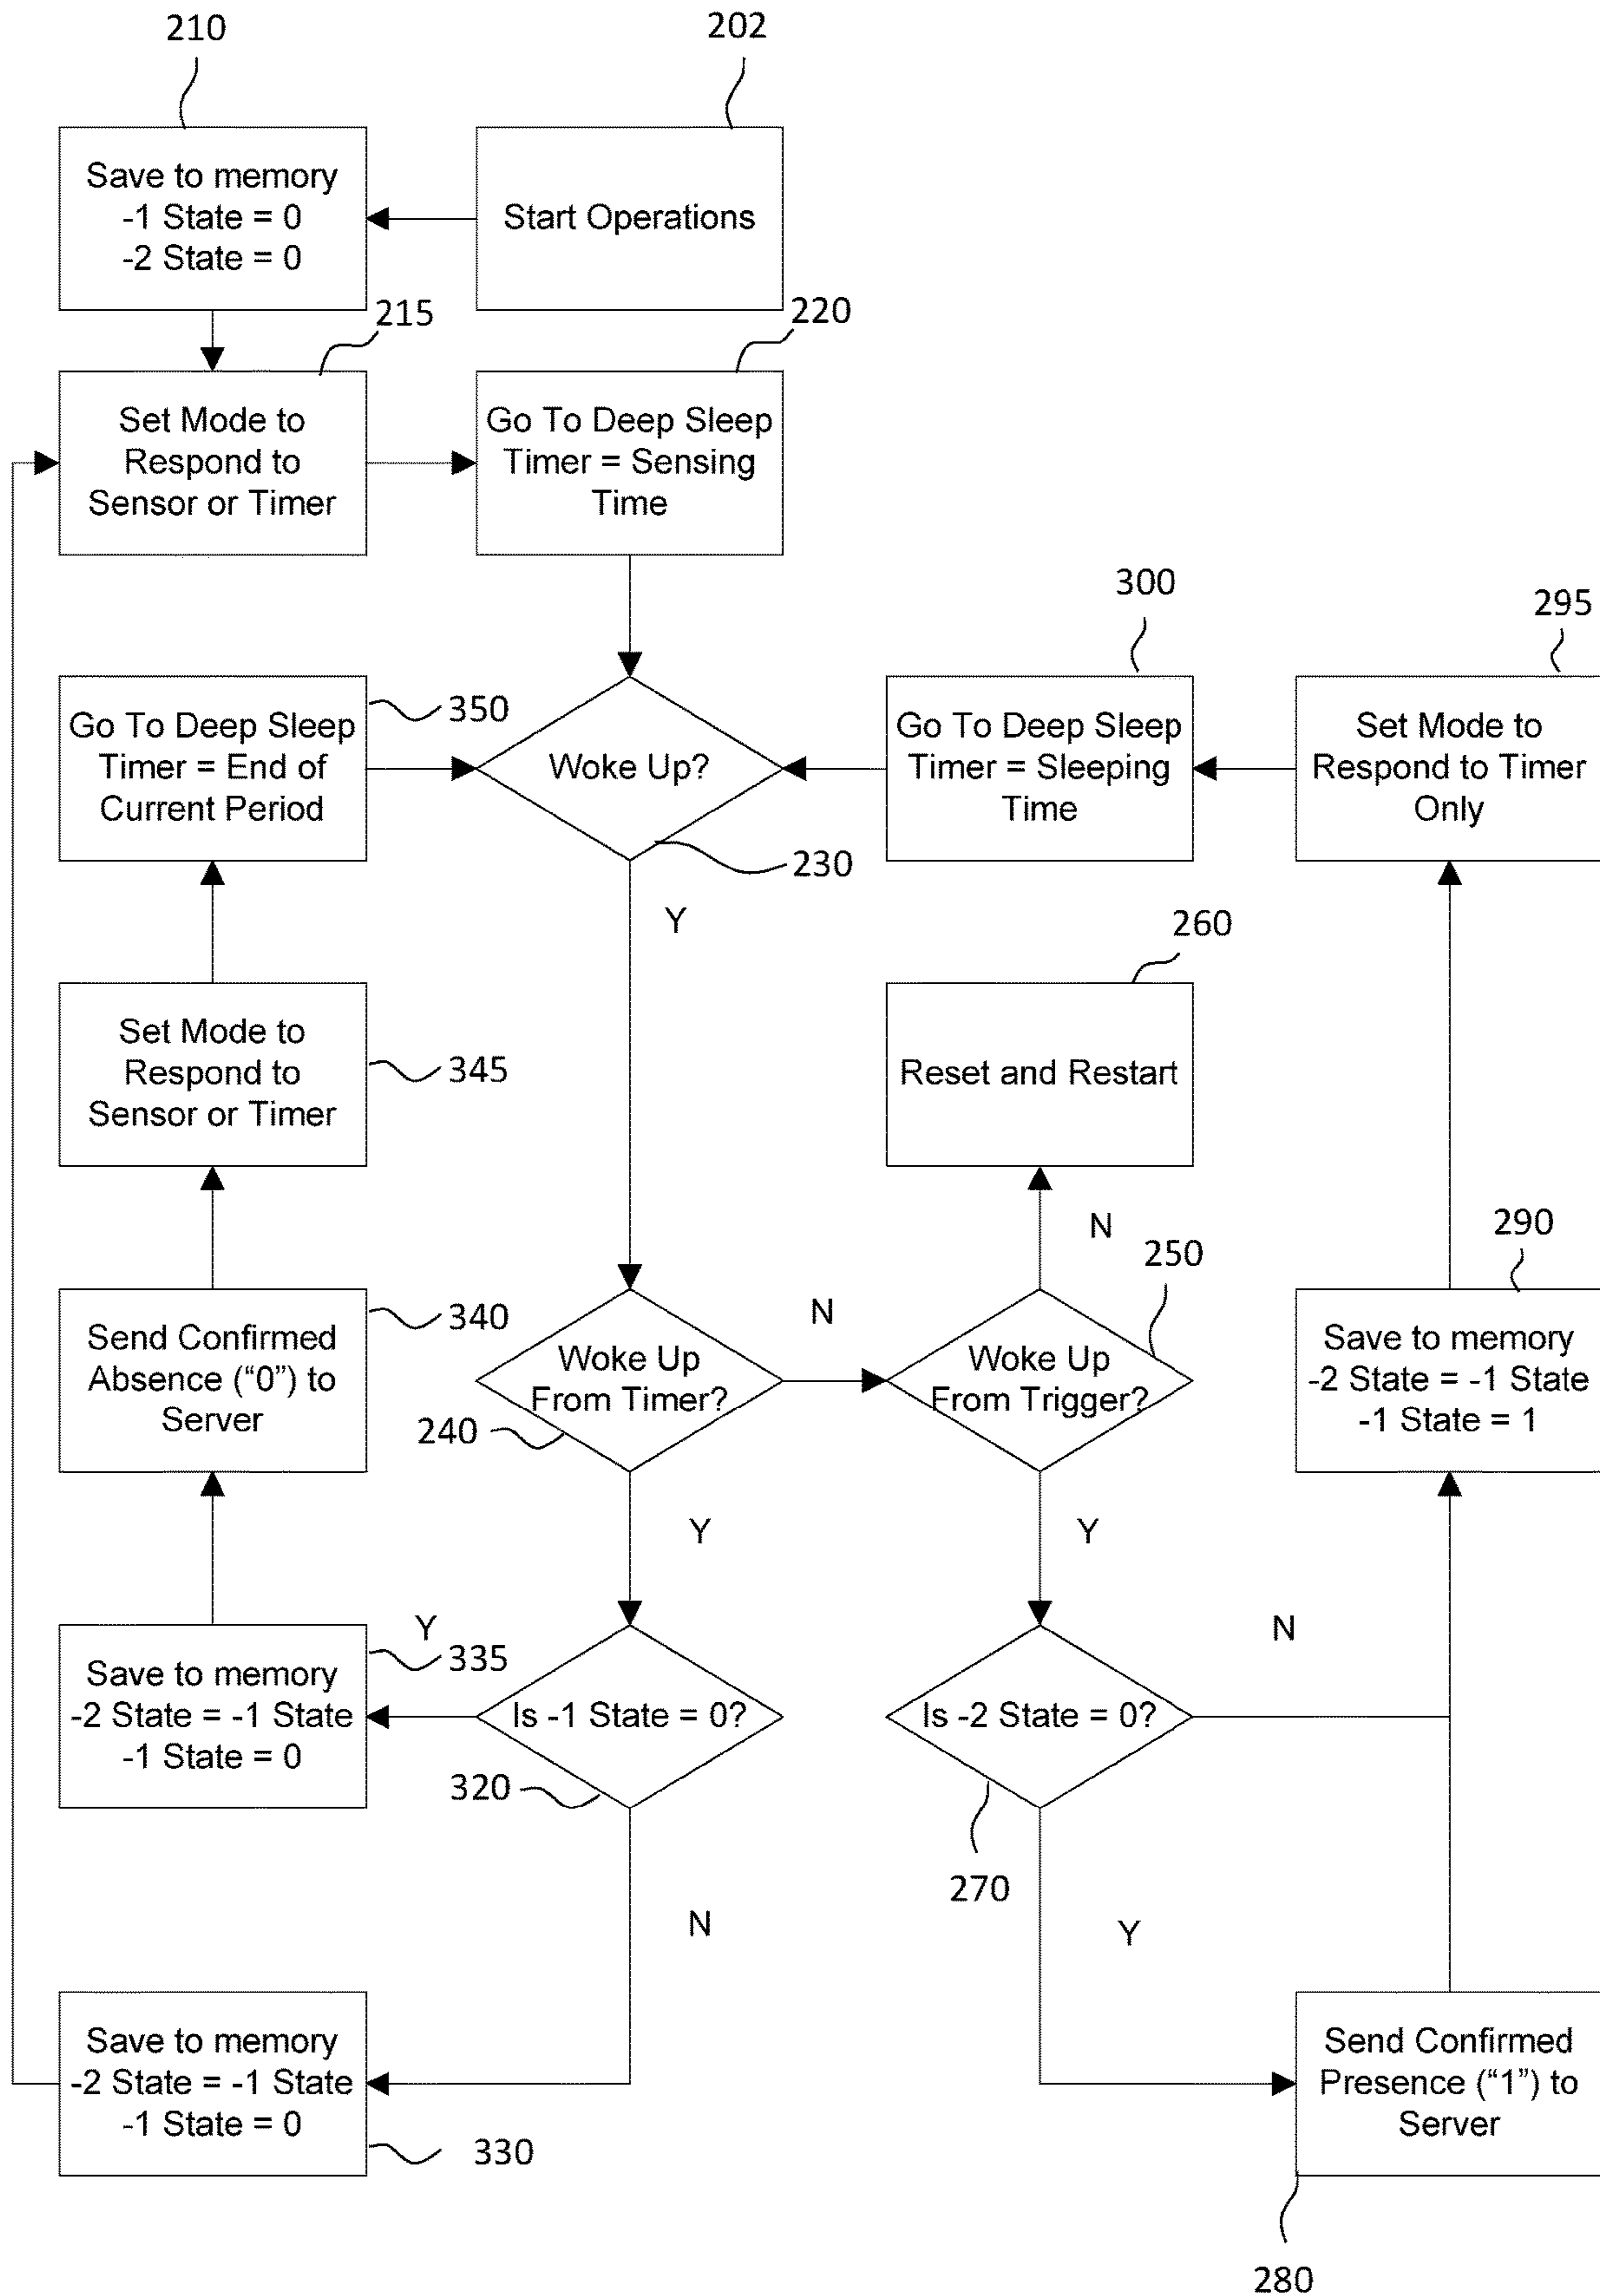 210
202
Save to memory
-1 State = 0
-2 State = 0
Start Operations
215
220
Set Mode to
Respond to
Sensor or Timer
Go To Deep Sleep
Timer = Sensing
Time
300
295
Go To Deep Sleep
Timer = End of
Current Period
350
Woke Up?
230
Go To Deep Sleep
Timer = Sleeping
Time
Set Mode to
Respond to Timer
Only
Y
260
Set Mode to
Respond to
Sensor or Timer
345
Reset and Restart
N
250
290
Send Confirmed
Absence (“0”) to
Server
340
Woke Up
From Timer?
240
N
Woke Up
From Trigger?
Save to memory
-2 State = -1 State
-1 State = 1
Y
Y
Y
N
Save to memory
-2 State = -1 State
-1 State = 0
335
Is -1 State = 0?
320
Is -2 State = 0?
270
N
Y
Save to memory
-2 State = -1 State
-1 State = 0
330
Send Confirmed
Presence (“1”) to
Server
280